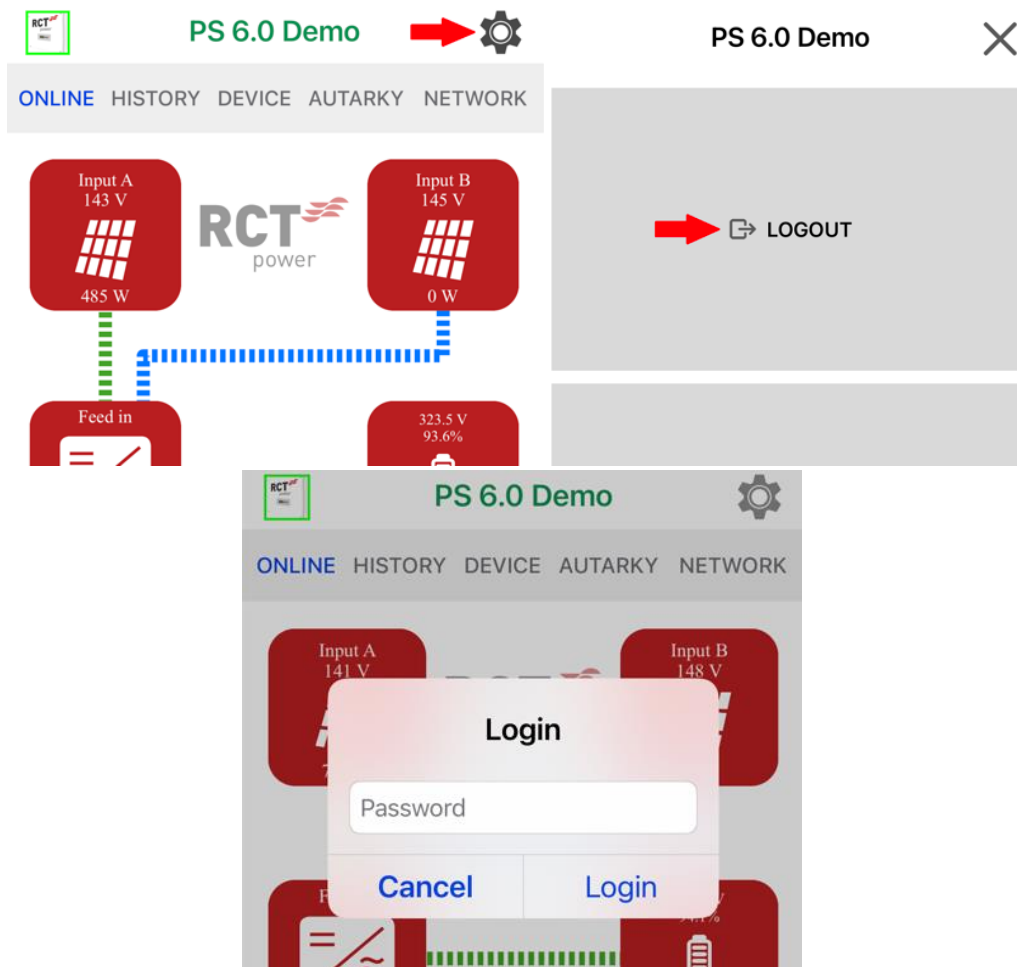 RCT
power
PS 6.0 Demo
ONLINE HISTORY DEVICE AUTARKY NETWORK
Input A
143 V
485 W
RCT
power
Input B
145 V
0 W
Feed in
323.5 V
93.6%
PS 6.0 Demo
LOGOUT
RCT
PS 6.0 Demo
ONLINE HISTORY DEVICE AUTARKY NETWORK
Input A
141 V
Input B
148 V
Login
Password
Cancel Login